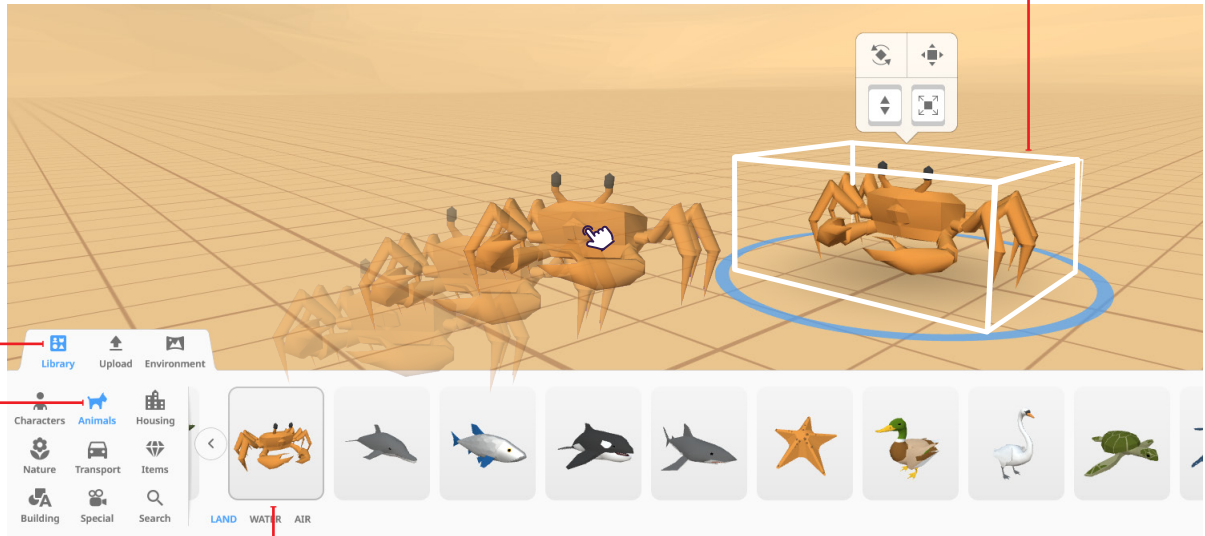 Library Upload Environment
Characters Animals Housing
Nature Transport Items
Building Special Search
LAND WATER AIR